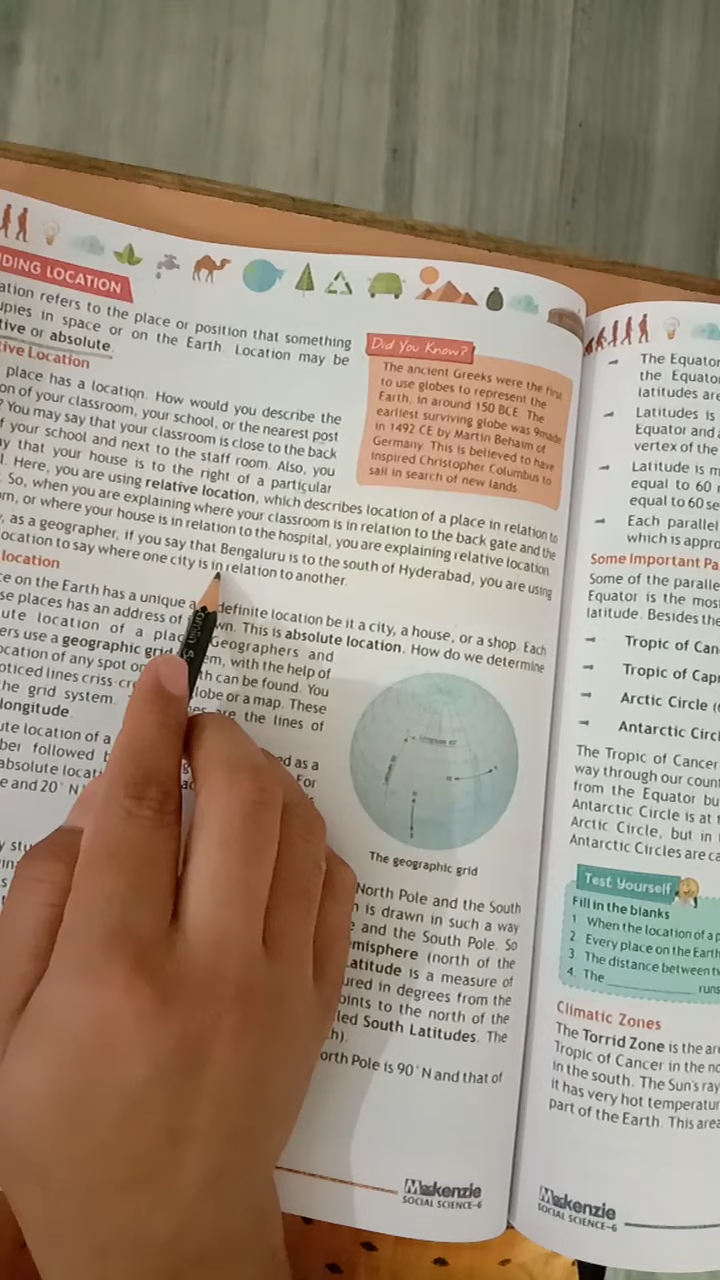 DING LOCATION
ation refers to the place or position that something
upies in space or on the Earth. Location may be
tive or absolute.
tive Location
place has a location. How would you describe the
on of your classroom, your school, or the nearest post
? You may say that your classroom is close to the back
f your school and next to the staff room. Also, you
ay that your house is to the right of a particular
l. Here, you are using relative location, which describes location of a place in relation to
So, when you are explaining where your classroom is in relation to the back gate and the
om, or where your house is in relation to the hospital, you are explaining relative location.
, as a geographer, if you say that Bengaluru is to the south of Hyderabad, you are using
ocation to say where one city is in relation to another.
Did You Know?
The ancient Greeks were the first
to use globes to represent the
Earth, in around 150 BCE. The
earliest surviving globe was made
in 1492 CE by Martin Behaim of
Germany. This is believed to have
inspired Christopher Columbus to
sail in search of new lands
location
ce on the Earth has a unique a definite location be it a city, a house, or a shop. Each
se places has an address of wn. This is absolute location. How do we determine
ute location of a plac Geographers and
ers use a geographic grid em, with the help of
ocation of any spot on th can be found. You
oticed lines criss-cr lobe or a map. These
he grid system. es are the lines of
longitude.
ute location of a ed as a
ber followed b For
absolute locat
e and 20° N
The geographic grid
North Pole and the South
n is drawn in such a way
e and the South Pole. So
misphere (north of the
atitude is a measure of
ured in degrees from the
oints to the north of the
led South Latitudes. The
h).
orth Pole is 90°N and that of
Mackenzie
SOCIAL SCIENCE-6
The Equator
the Equato
latitudes are
Latitudes is
Equator and
vertex of the
Latitude is m
equal to 60
equal to 60 se
Each parallel
which is appro
Some Important Pa
Some of the paralle
Equator is the mos
latitude. Besides the
Tropic of Can
Tropic of Capr
Arctic Circle (
Antarctic Circl
The Tropic of Cancer
way through our count
from the Equator bu
Antarctic Circle is at
Arctic Circle, but in
Antarctic Circles are ca
Test Yourself
Fill in the blanks
1. When the location of a p
2. Every place on the Earth
3. The distance between tw
4. The ________ runs
Climatic Zones
The Torrid Zone is the are
Tropic of Cancer in the no
in the south. The Sun's ray
it has very hot temperatur
part of the Earth. This area
Mackenzie
SOCIAL SCIENCE-6